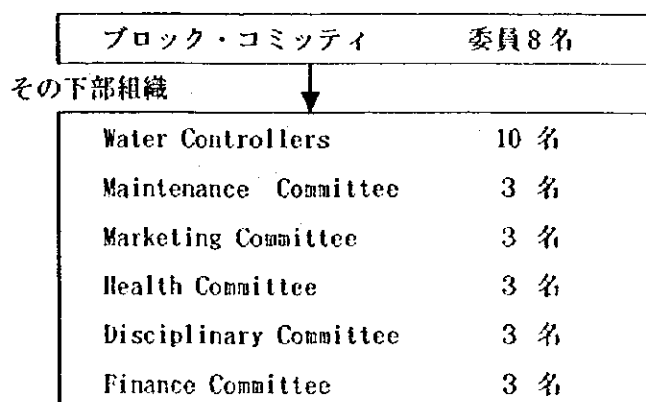 ブロック・コミッティ 委員8名
その下部組織
Water Controllers 10 名
Maintenance Committee 3 名
Marketing Committee 3 名
Health Committee 3 名
Disciplinary Committee 3 名
Finance Committee 3 名